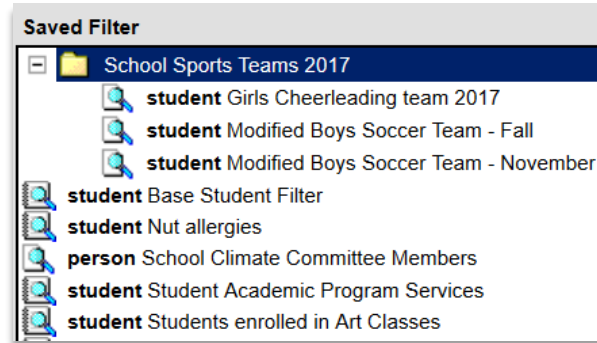 Saved Filter
School Sports Teams 2017
student Girls Cheerleading team 2017
student Modified Boys Soccer Team - Fall
student Modified Boys Soccer Team - November
student Base Student Filter
student Nut allergies
person School Climate Committee Members
student Student Academic Program Services
student Students enrolled in Art Classes